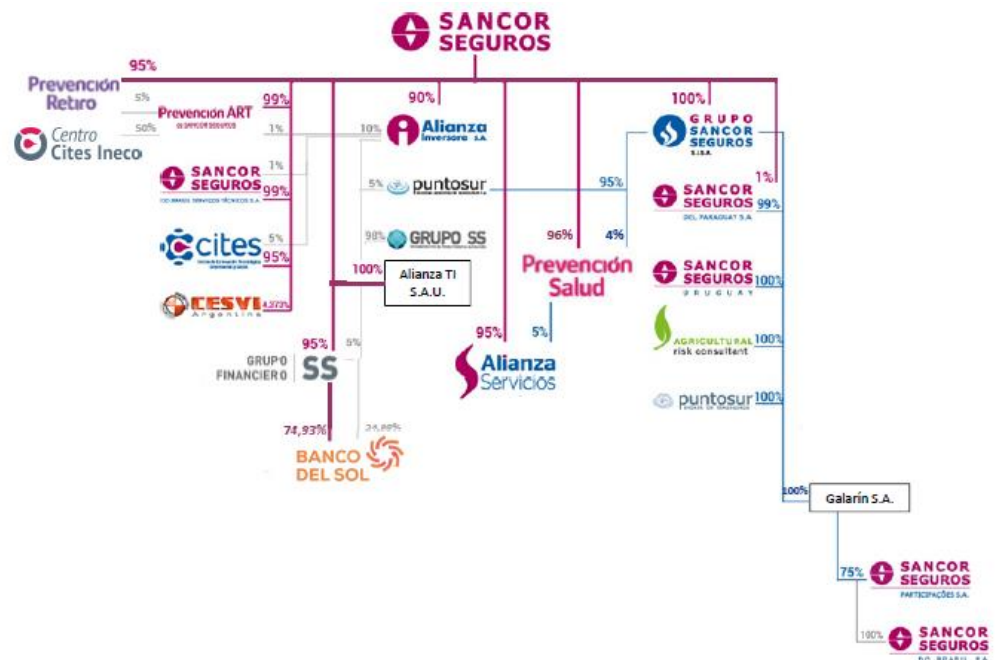 SANCOR
SEGUROS
95%
Prevención
Retiro
5%
Prevención ART
99%
90%
100%
50%
Centro
Cites Ineco
1%
10%
Alianza
Inversora S.A.
GRUPO
SANCOR
SEGUROS
SANCOR
SEGUROS
1%
99%
5%
puntosur
95%
1%
SANCOR
SEGUROS
DEL PARAGUAY S.A.
99%
cites
5%
95%
98%
GRUPO SS
96%
4%
Prevención
Salud
100%
Alianza TI
S.A.U.
SANCOR
SEGUROS
URUGUAY
100%
CESVI
Argentina
95%
5%
GRUPO
FINANCIERO
SS
95%
5%
Alianza
Servicios
AGRICULTURAL
risk consultant
100%
puntosur
100%
74,93%
BANCO
DEL SOL
100%
Galarín S.A.
75%
SANCOR
SEGUROS
PARTICIPAÇÕES S.A.
100%
SANCOR
SEGUROS
DO BRASIL S.A.